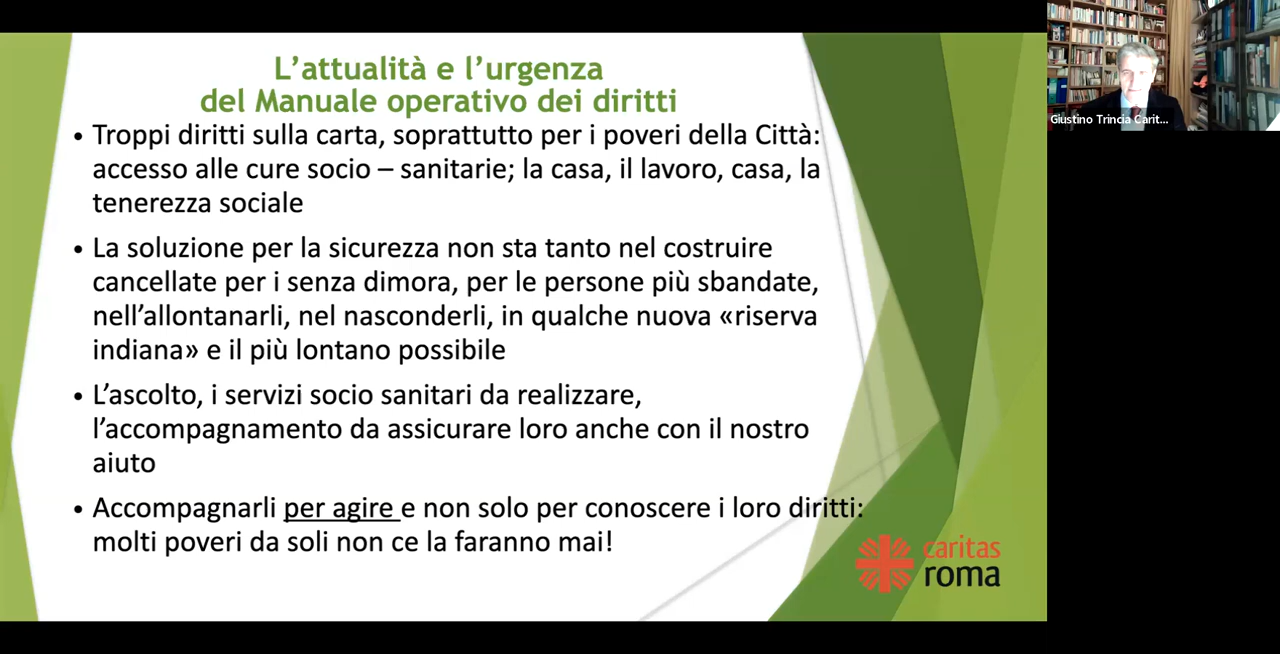 L’attualità e l’urgenza
del Manuale operativo dei diritti
• Troppi diritti sulla carta, soprattutto per i poveri della Città:
accesso alle cure socio – sanitarie; la casa, il lavoro, casa, la
tenerezza sociale
• La soluzione per la sicurezza non sta tanto nel costruire
cancellate per i senza dimora, per le persone più sbandate,
nell’allontanarli, nel nasconderli, in qualche nuova «riserva
indiana» e il più lontano possibile
• L’ascolto, i servizi socio sanitari da realizzare,
l’accompagnamento da assicurare loro anche con il nostro
aiuto
• Accompagnarli per agire e non solo per conoscere i loro diritti:
molti poveri da soli non ce la faranno mai!
caritas
roma
Giustino Trincia Carit...